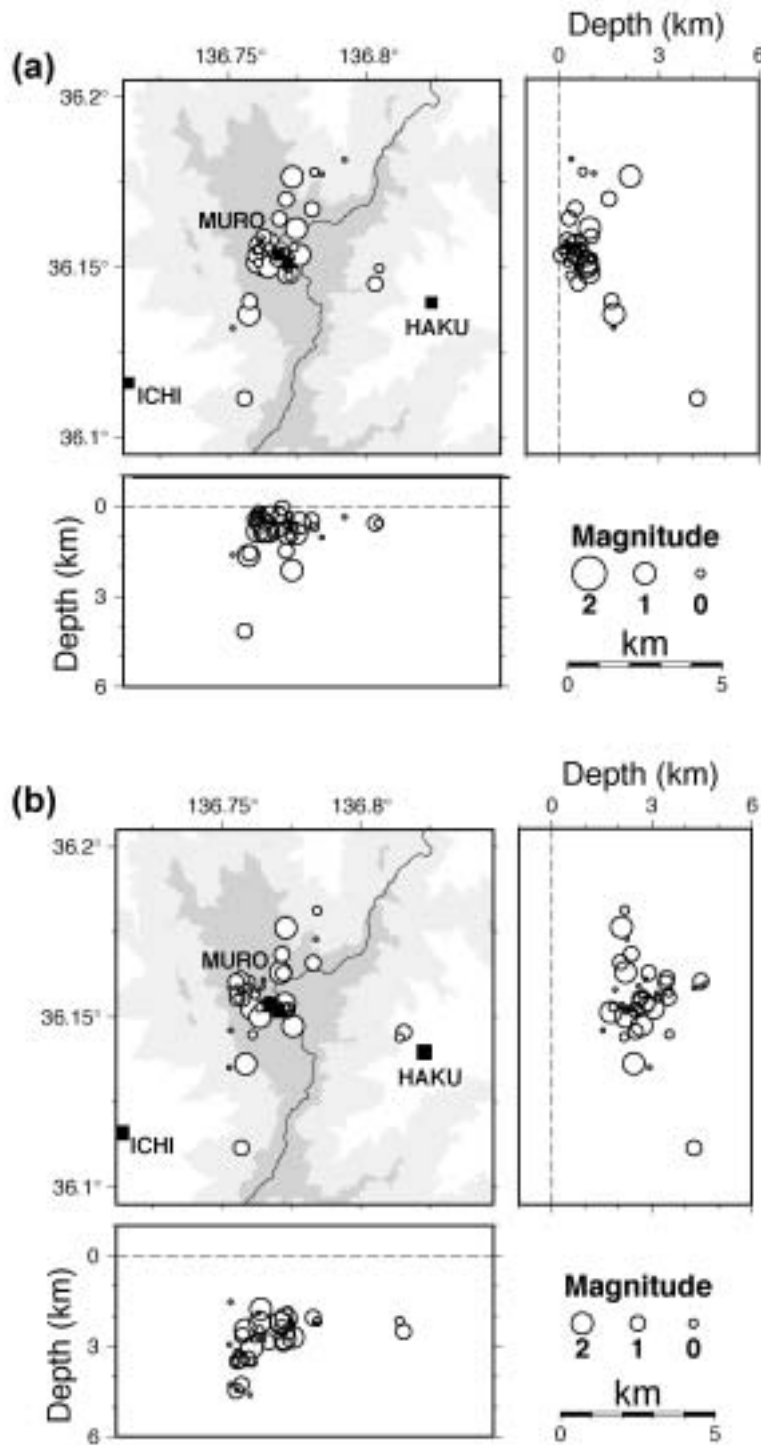 Depth (km)
136.75° 136.8° 0 3 6
(a)
36.2°
MURO
36.15°
HAKU
ICHI
36.1°
0
3
6
Depth (km)
Magnitude
2 1 0
km
0 5
Depth (km)
136.75° 136.8° 0 3 6
(b)
36.2°
MURO
36.15°
HAKU
ICHI
36.1°
0
3
6
Depth (km)
Magnitude
2 1 0
km
0 5